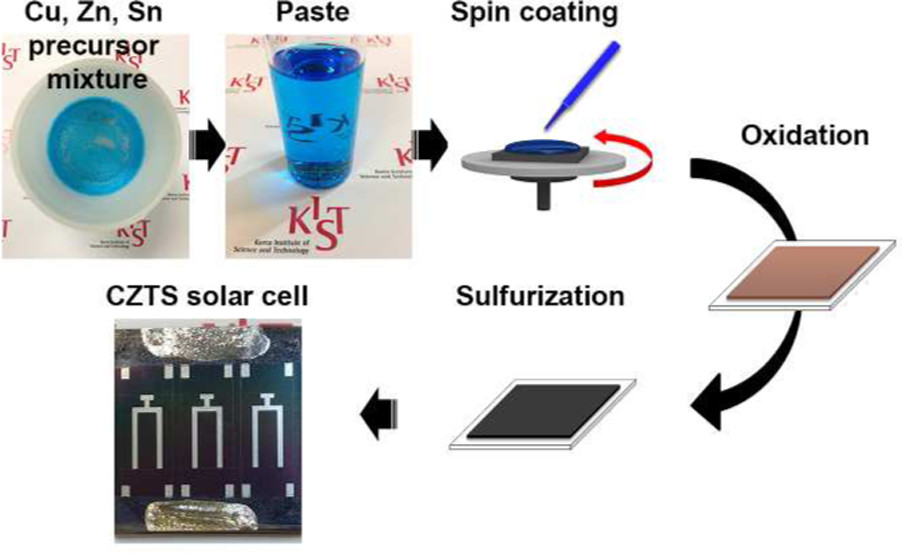 Cu, Zn, Sn
precursor
mixture
Paste
Spin coating
Oxidation
KIST
Korea Institute of
Science and Technology
CZTS solar cell
Sulfurization